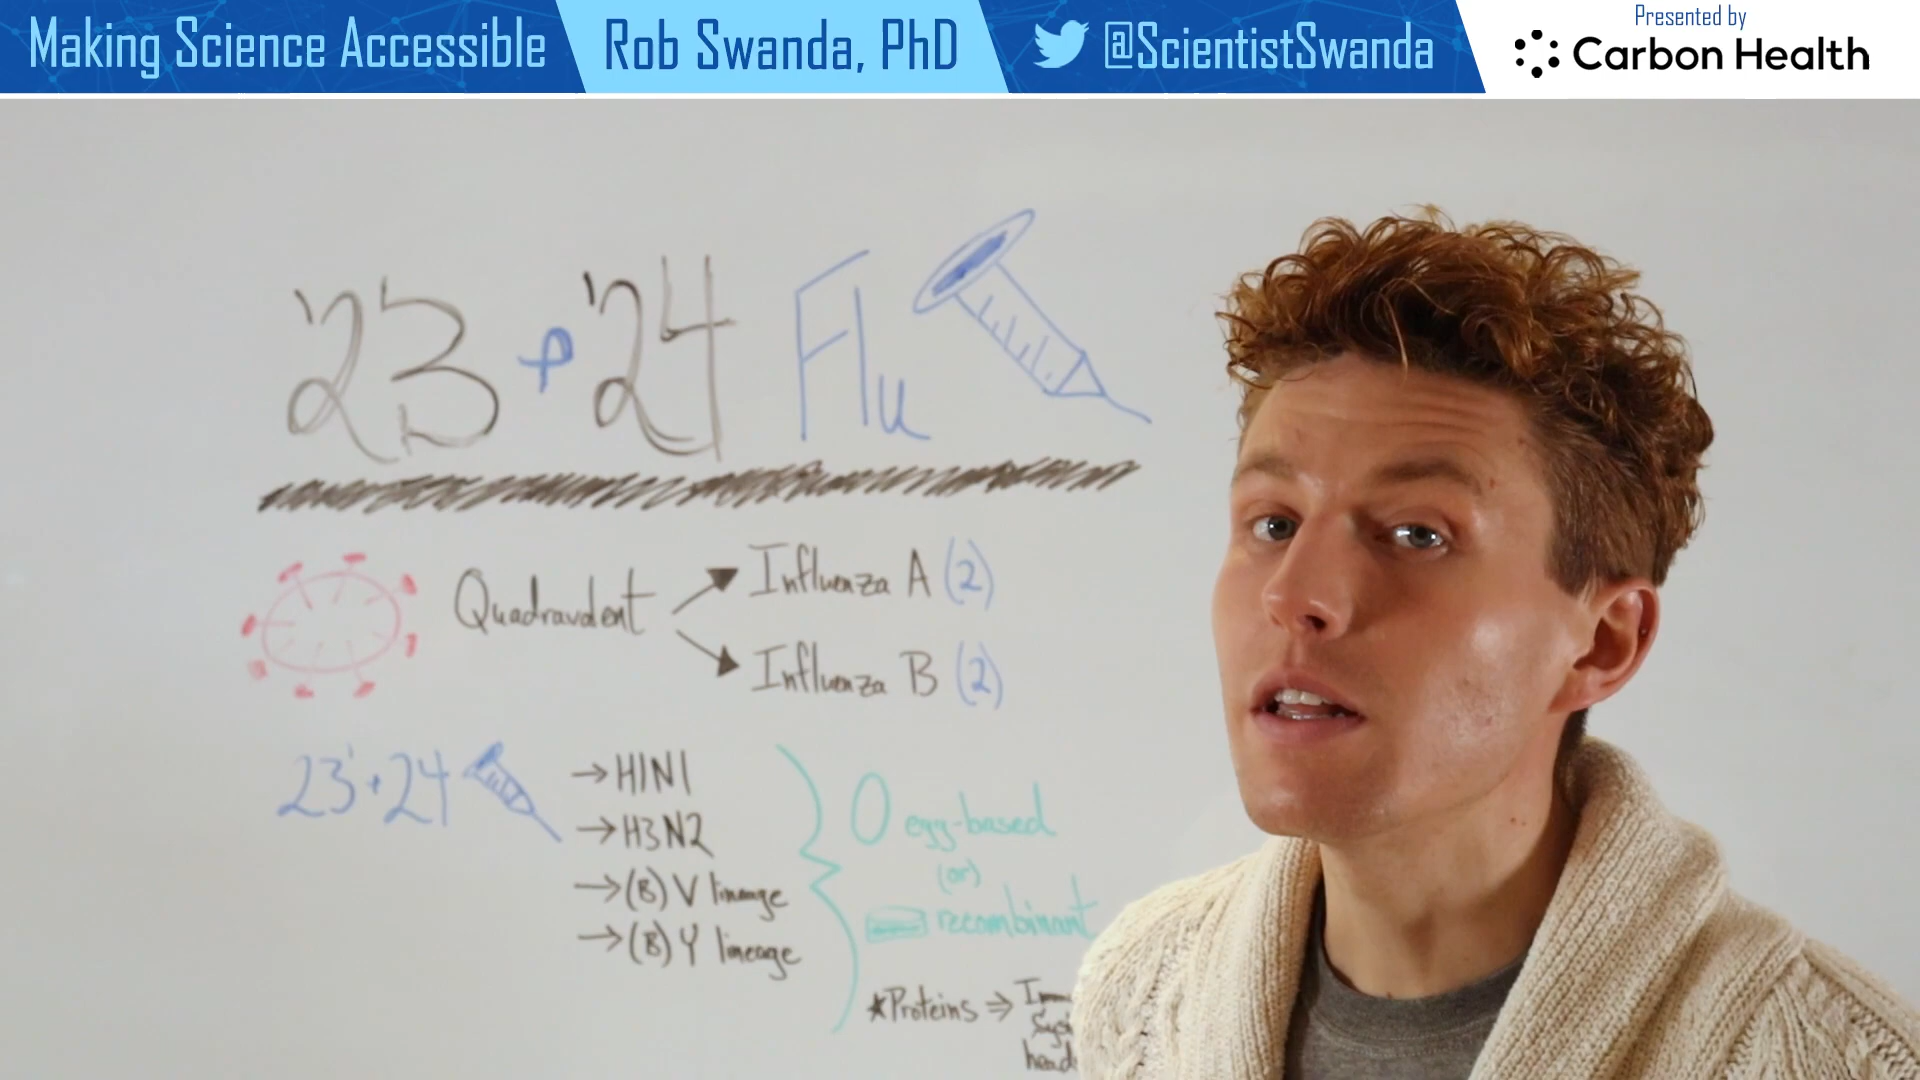 Making Science Accessible
Rob Swanda, PhD
@ScientistSwanda
Presented by
Carbon Health
'23 + '24 Flu
Quadravalent
Influenza A (2)
Influenza B (2)
23' + 24
→ H1N1
→ H3N2
→ (B) V lineage
→ (B) Y lineage
egg-based
(or)
recombinant
*Proteins ⇒